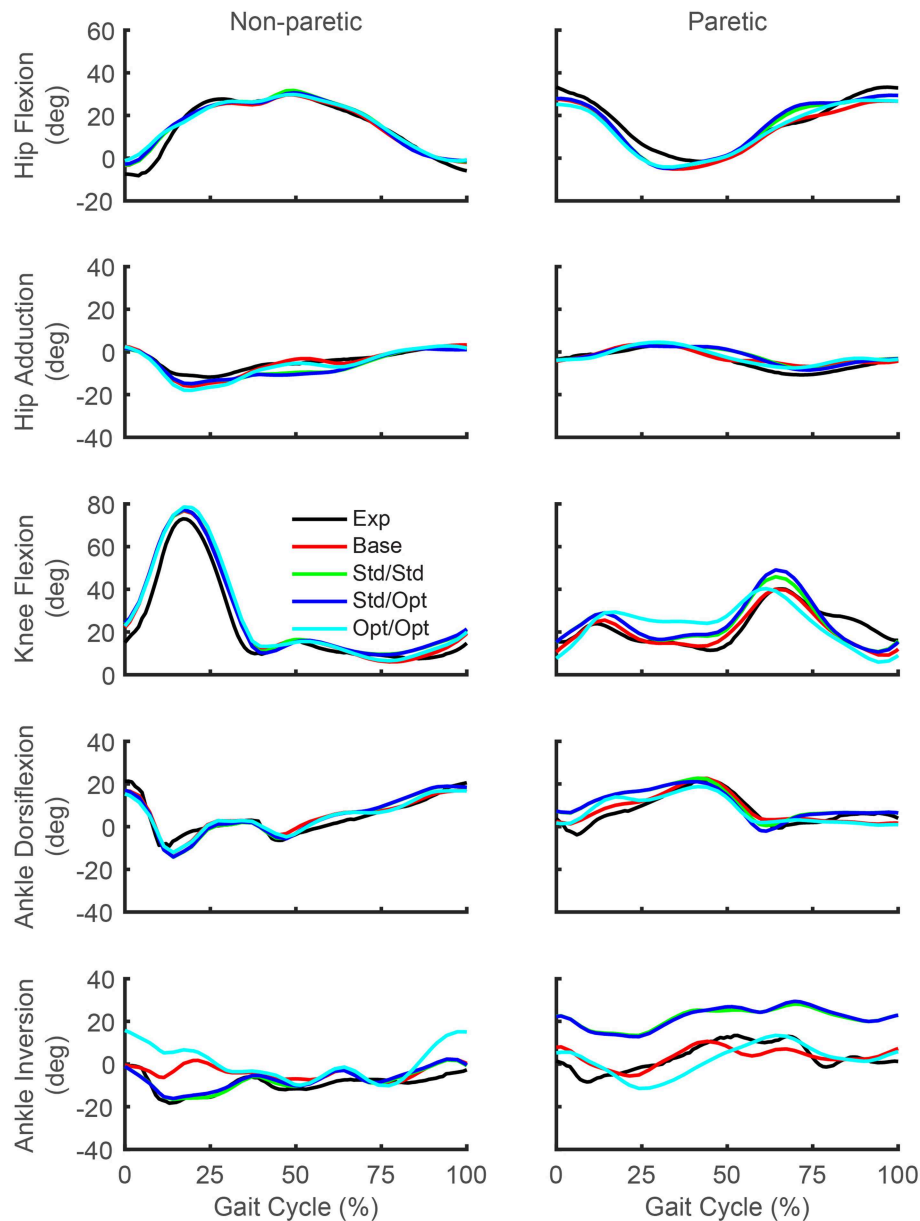 Non-paretic
Paretic
Hip Flexion
(deg)
60
40
20
0
-20
Hip Adduction
(deg)
40
20
0
-20
-40
Knee Flexion
(deg)
80
60
40
20
0
Exp
Base
Std/Std
Std/Opt
Opt/Opt
Ankle Dorsiflexion
(deg)
40
20
0
-20
-40
Ankle Inversion
(deg)
40
20
0
-20
-40
0 25 50 75 100
0 25 50 75 100
Gait Cycle (%)
Gait Cycle (%)